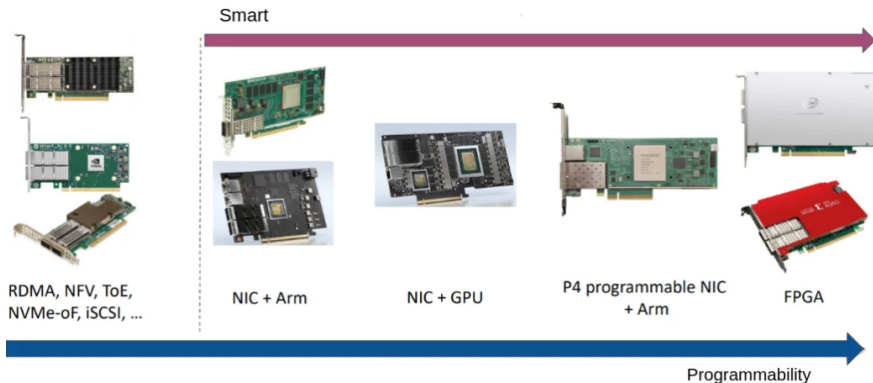 Smart
RDMA, NFV, ToE,
NVMe-oF, iSCSI, ...
NIC + Arm
NIC + GPU
P4 programmable NIC
+ Arm
FPGA
Programmability